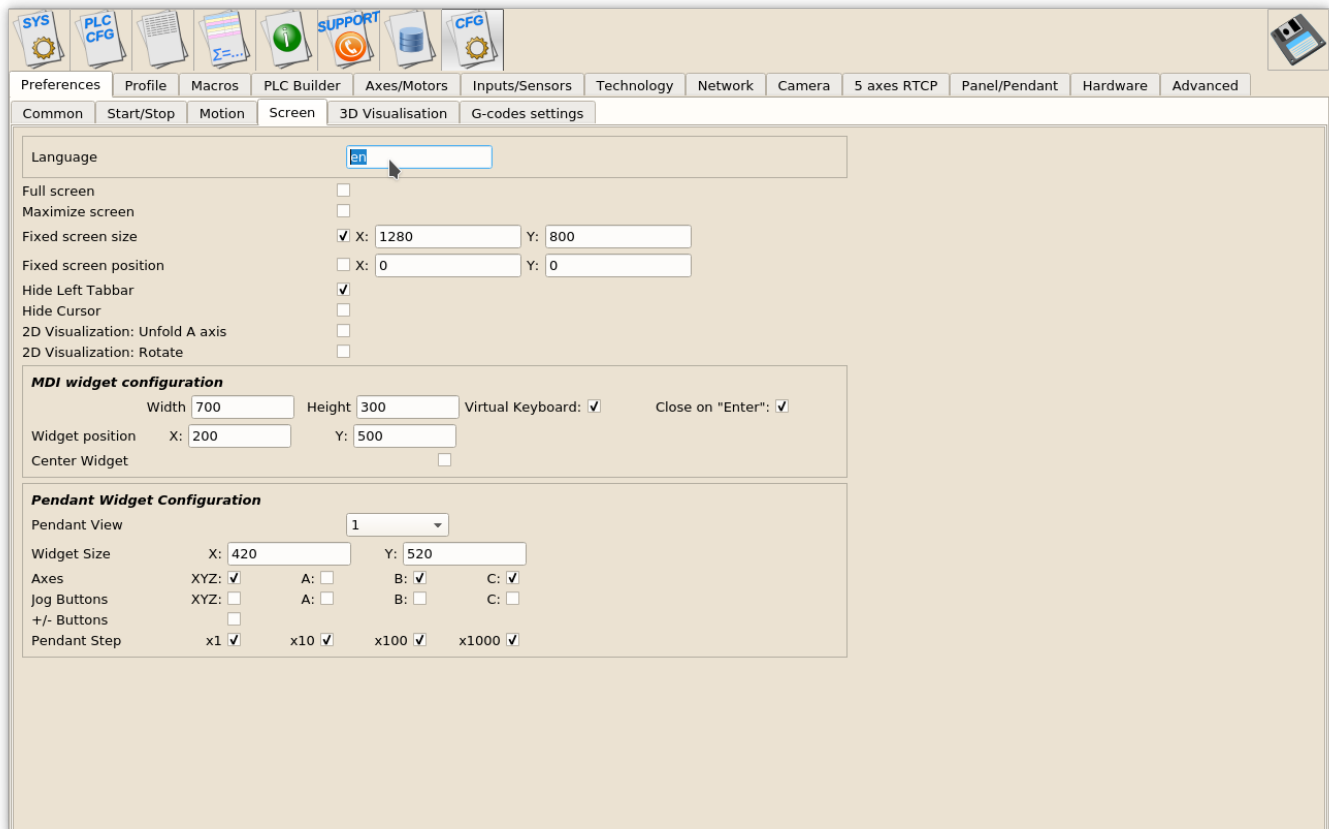 SYS PLC CFG Σ=... SUPPORT CFG
Preferences Profile Macros PLC Builder Axes/Motors Inputs/Sensors Technology Network Camera 5 axes RTCP Panel/Pendant Hardware Advanced
Common Start/Stop Motion Screen 3D Visualisation G-codes settings
Language en
Full screen
Maximize screen
Fixed screen size X: 1280 Y: 800
Fixed screen position X: 0 Y: 0
Hide Left Tabbar
Hide Cursor
2D Visualization: Unfold A axis
2D Visualization: Rotate
MDI widget configuration
Width 700 Height 300 Virtual Keyboard: Close on "Enter":
Widget position X: 200 Y: 500
Center Widget
Pendant Widget Configuration
Pendant View 1
Widget Size X: 420 Y: 520
Axes XYZ: A: B: C:
Jog Buttons XYZ: A: B: C:
+/- Buttons
Pendant Step x1 x10 x100 x1000